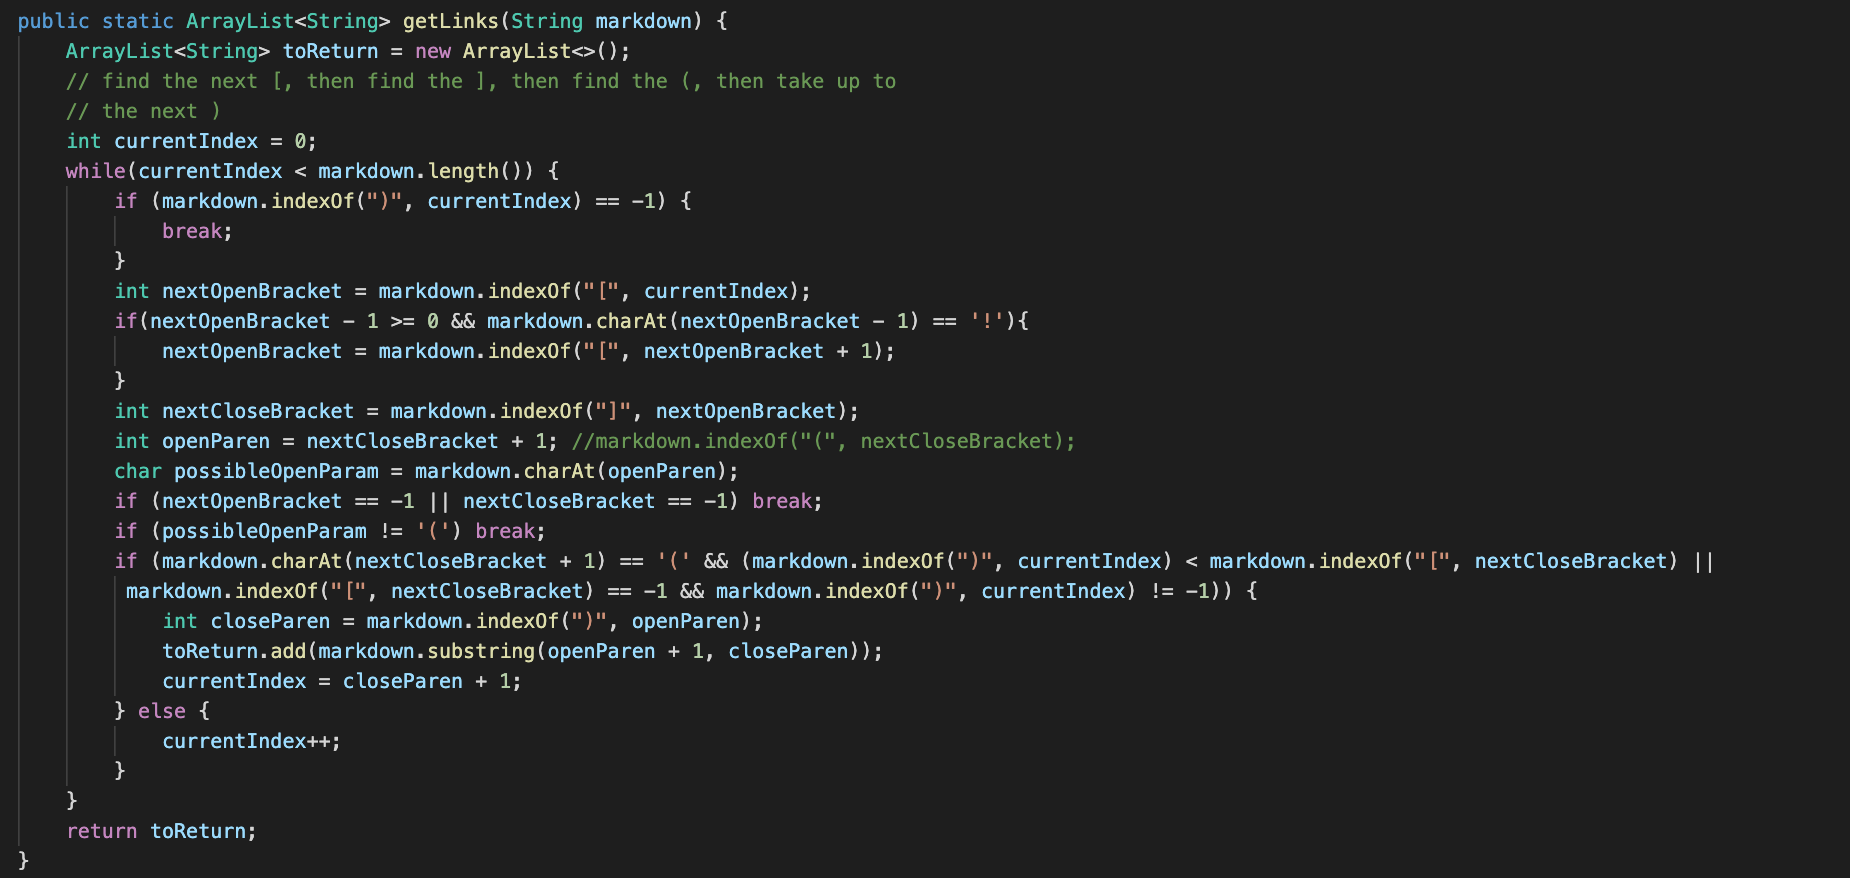 public static ArrayList<String> getLinks(String markdown) {
    ArrayList<String> toReturn = new ArrayList<>();
    // find the next [, then find the ], then find the (, then take up to
    // the next )
    int currentIndex = 0;
    while(currentIndex < markdown.length()) {
        if (markdown.indexOf(")", currentIndex) == -1) {
            break;
        }
        int nextOpenBracket = markdown.indexOf("[", currentIndex);
        if(nextOpenBracket - 1 >= 0 && markdown.charAt(nextOpenBracket - 1) == '!'){
            nextOpenBracket = markdown.indexOf("[", nextOpenBracket + 1);
        }
        int nextCloseBracket = markdown.indexOf("]", nextOpenBracket);
        int openParen = nextCloseBracket + 1; //markdown.indexOf("(", nextCloseBracket);
        char possibleOpenParam = markdown.charAt(openParen);
        if (nextOpenBracket == -1 || nextCloseBracket == -1) break;
        if (possibleOpenParam != '(') break;
        if (markdown.charAt(nextCloseBracket + 1) == '(' && (markdown.indexOf(")", currentIndex) < markdown.indexOf("[", nextCloseBracket) ||
         markdown.indexOf("[", nextCloseBracket) == -1 && markdown.indexOf(")", currentIndex) != -1)) {
            int closeParen = markdown.indexOf(")", openParen);
            toReturn.add(markdown.substring(openParen + 1, closeParen));
            currentIndex = closeParen + 1;
        } else {
            currentIndex++;
        }
    }
    return toReturn;
}